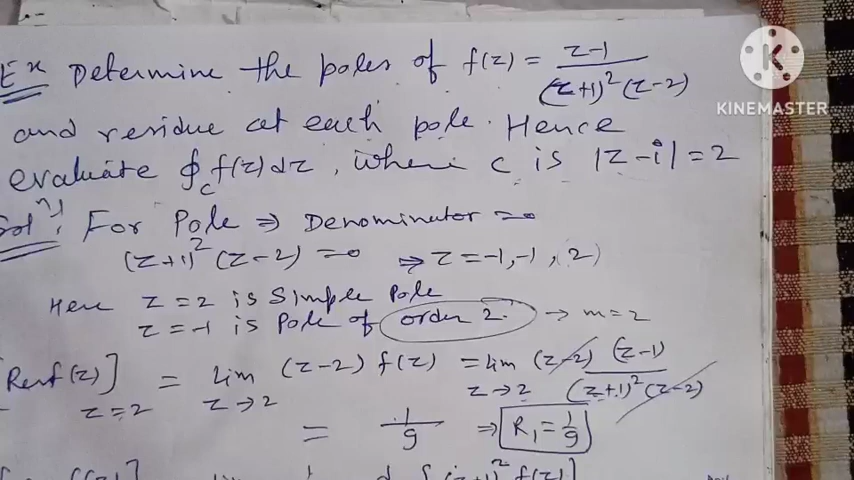 Ex Determine the poles of f(z) = z-1 / (z+1)² (z-2)
and residue at each pole. Hence
evaluate ∮c f(z) dz, where c is |z-i| = 2
Solⁿ: For Pole ⇒ Denominator = 0
(z+1)² (z-2) = 0 ⇒ z = -1, -1, 2
Here z = 2 is Simple Pole
z = -1 is Pole of order 2. → m = 2
[Res f(z)] z=2 = lim z→2 (z-2) f(z) = lim z→2 (z-2) (z-1) / (z+1)² (z-2)
= 1/9 ⇒ R₁ = 1/9
K
KINEMASTER